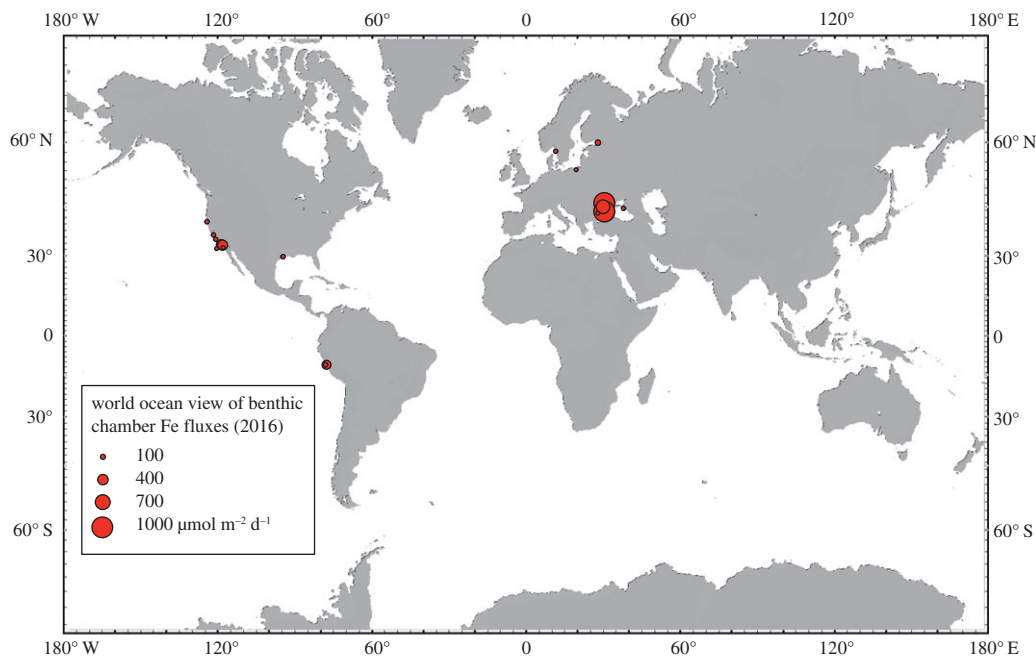 180° W 120° 60° 0 60° 120° 180° E
60° N 60° N
30° 30°
0 0
30° 30°
60° S 60° S
world ocean view of benthic
chamber Fe fluxes (2016)
100
400
700
1000 µmol m⁻² d⁻¹
180° W 120° 60° 0 60° 120° 180° E